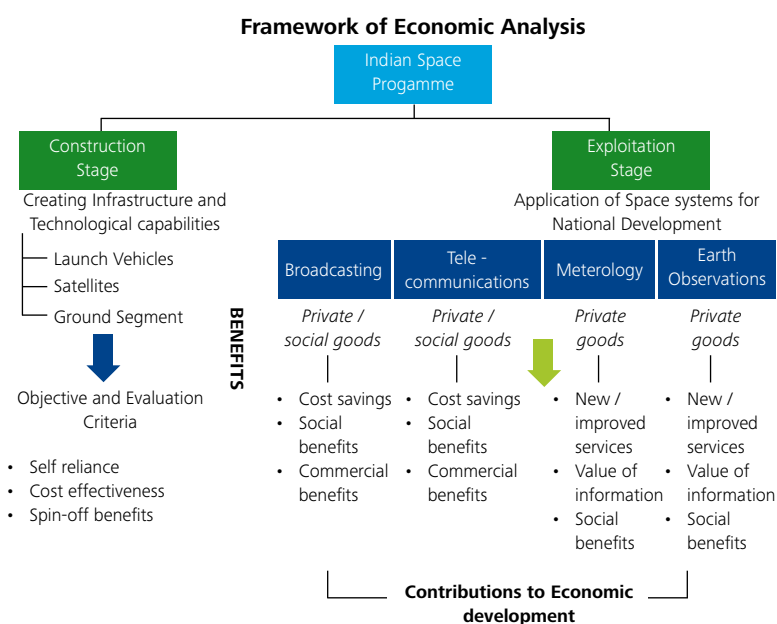 Framework of Economic Analysis
Indian Space
Progamme
Construction
Stage
Creating Infrastructure and
Technological capabilities
Launch Vehicles
Satellites
Ground Segment
Objective and Evaluation
Criteria
• Self reliance
• Cost effectiveness
• Spin-off benefits
Exploitation
Stage
Application of Space systems for
National Development
BENEFITS
Broadcasting
Private /
social goods
• Cost savings
• Social
benefits
• Commercial
benefits
Tele -
communications
Private /
social goods
• Cost savings
• Social
benefits
• Commercial
benefits
Meterology
Private
goods
• New /
improved
services
• Value of
information
• Social
benefits
Earth
Observations
Private
goods
• New /
improved
services
• Value of
information
• Social
benefits
Contributions to Economic
development